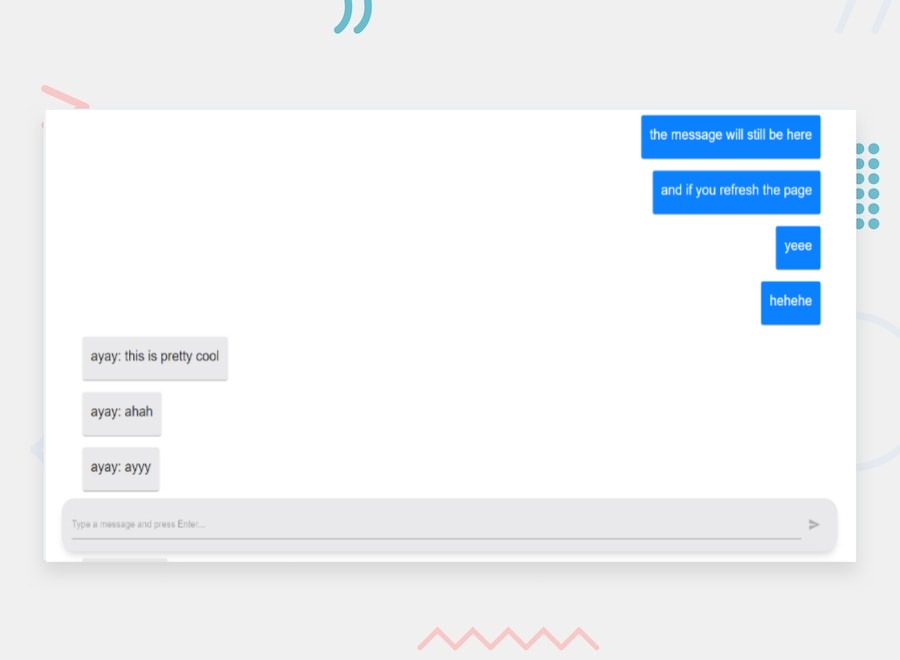 the message will still be here
and if you refresh the page
yeee
hehehe
ayay: this is pretty cool
ayay: ahah
ayay: ayyy
Type a message and press Enter...